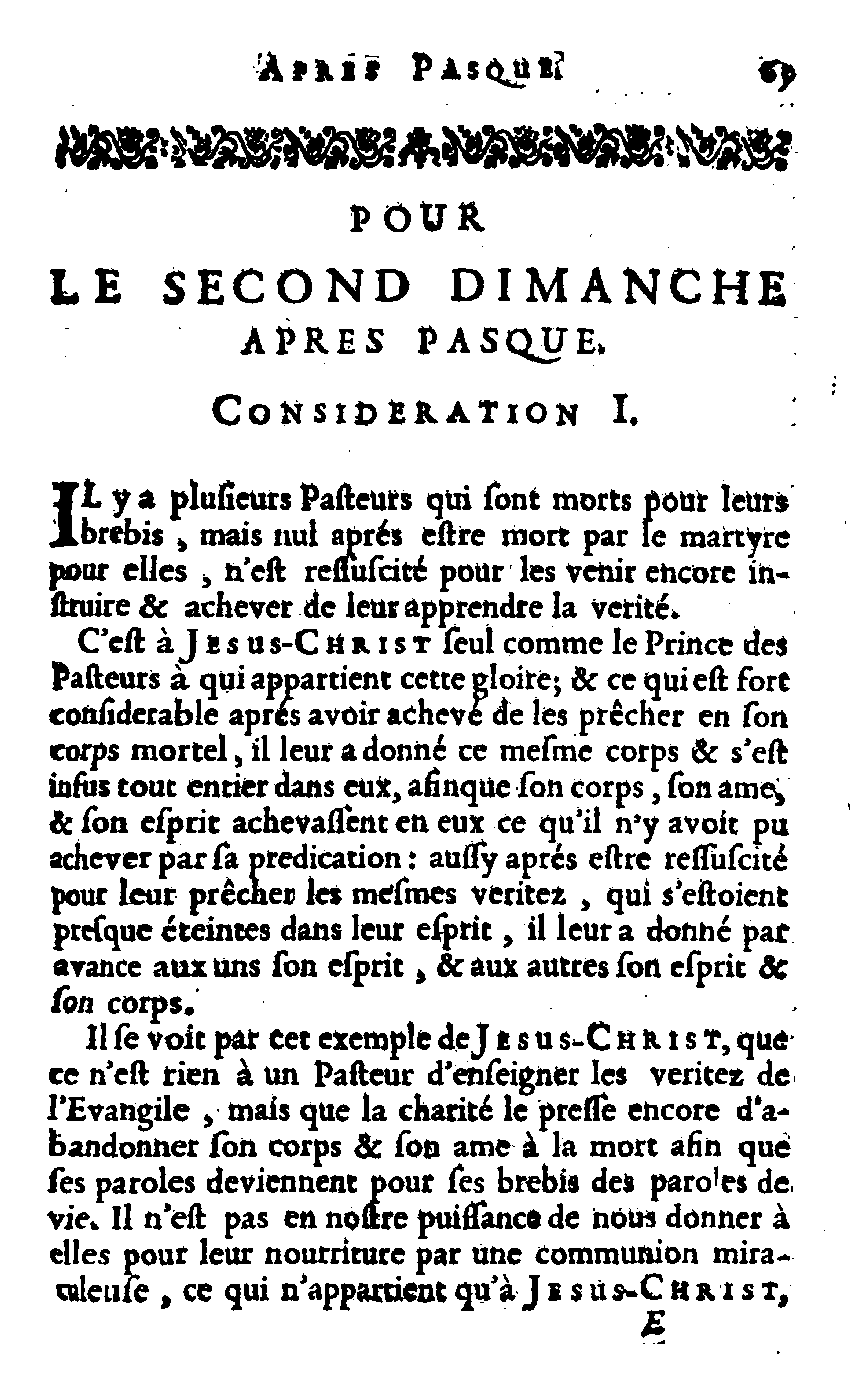 APRES PASQUE. 69
POUR
LE SECOND DIMANCHE
APRES PASQUE.
CONSIDERATION I.
IL y a pluſieurs Paſteurs qui ſont morts pour leurs
brebis, mais nul aprés eſtre mort par le martyre
pour elles, n'eſt reſſuſcité pour les venir encore in-
ſtruire & achever de leur apprendre la verité.
C'eſt à JESUS-CHRIST ſeul comme le Prince des
Paſteurs à qui appartient cette gloire; & ce qui eſt fort
conſiderable aprés avoir achevé de les prêcher en ſon
corps mortel, il leur a donné ce meſme corps & s'eſt
infus tout entier dans eux, afinque ſon corps, ſon ame,
& ſon eſprit achevaſſent en eux ce qu'il n'y avoit pu
achever par ſa predication: auſſy aprés eſtre reſſuſcité
pour leur prêcher les meſmes veritez, qui s'eſtoient
preſque éteintes dans leur eſprit, il leur a donné par
avance aux uns ſon eſprit, & aux autres ſon eſprit &
ſon corps.
Il ſe voit par cet exemple de JESUS-CHRIST, que
ce n'eſt rien à un Paſteur d'enſeigner les veritez de
l'Evangile, mais que la charité le preſſe encore d'a-
bandonner ſon corps & ſon ame à la mort afin que
ſes paroles deviennent pour ſes brebis des paroles de
vie. Il n'eſt pas en noſtre puiſſance de nous donner à
elles pour leur nourriture par une communion mira-
culeuſe, ce qui n'appartient qu'à JESUS-CHRIST,
E